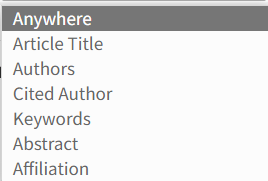 Anywhere
Article Title
Authors
Cited Author
Keywords
Abstract
Affiliation